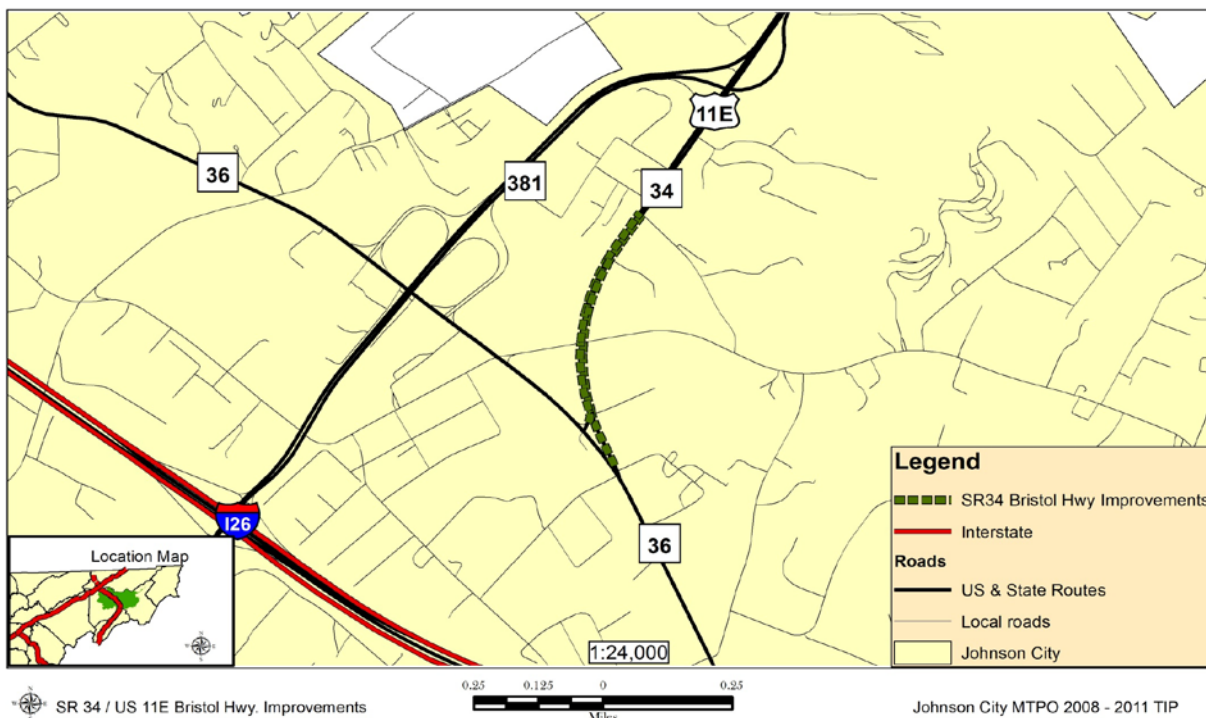 11E
36
381
34
36
I26
Location Map
1:24,000
Legend
SR34 Bristol Hwy Improvements
Interstate
Roads
US & State Routes
Local roads
Johnson City
SR 34 / US 11E Bristol Hwy. Improvements
0.25 0.125 0 0.25
Miles
Johnson City MTPO 2008 - 2011 TIP